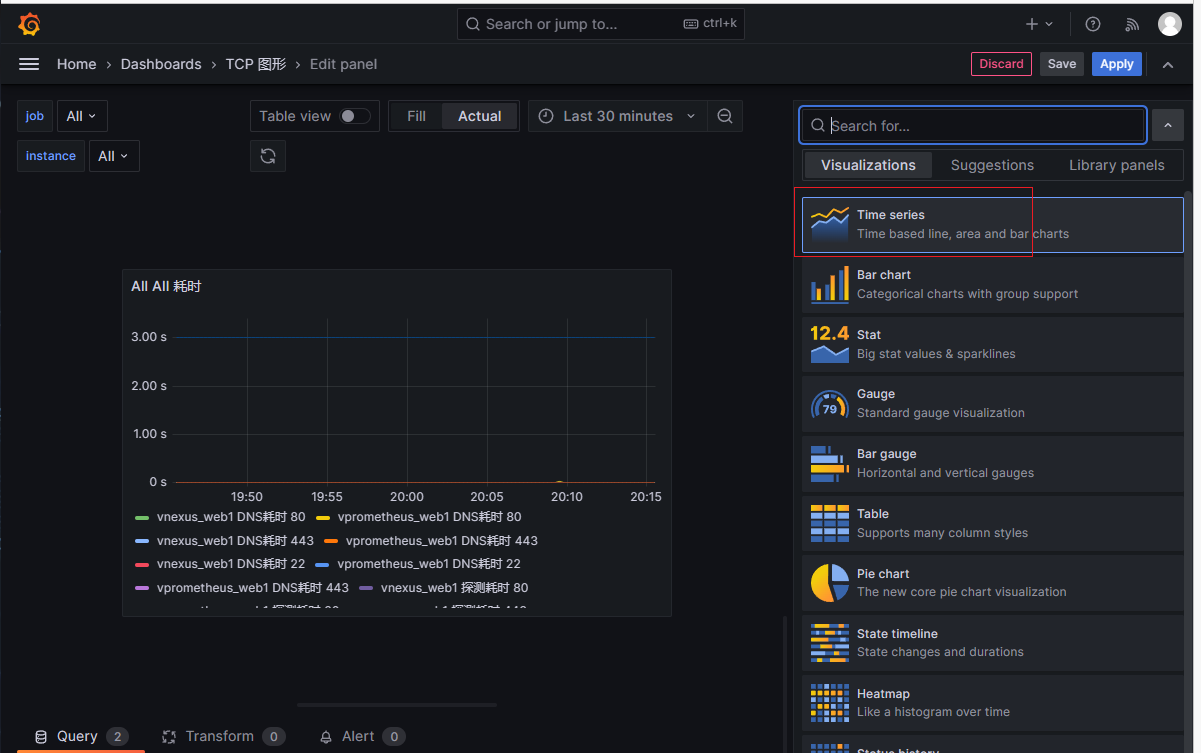 Search or jump to... ctrl+k
Home › Dashboards › TCP 图形 › Edit panel
Discard Save Apply
job All
Table view Fill Actual Last 30 minutes
instance All
All All 耗时
3.00 s
2.00 s
1.00 s
0 s
19:50 19:55 20:00 20:05 20:10 20:15
vnexus_web1 DNS耗时 80 vprometheus_web1 DNS耗时 80
vnexus_web1 DNS耗时 443 vprometheus_web1 DNS耗时 443
vnexus_web1 DNS耗时 22 vprometheus_web1 DNS耗时 22
vprometheus_web1 DNS耗时 443 vnexus_web1 探测耗时 80
Query 2 Transform 0 Alert 0
Search for...
Visualizations Suggestions Library panels
Time series
Time based line, area and bar charts
Bar chart
Categorical charts with group support
12.4
Stat
Big stat values & sparklines
79
Gauge
Standard gauge visualization
Bar gauge
Horizontal and vertical gauges
Table
Supports many column styles
Pie chart
The new core pie chart visualization
State timeline
State changes and durations
Heatmap
Like a histogram over time
Status history